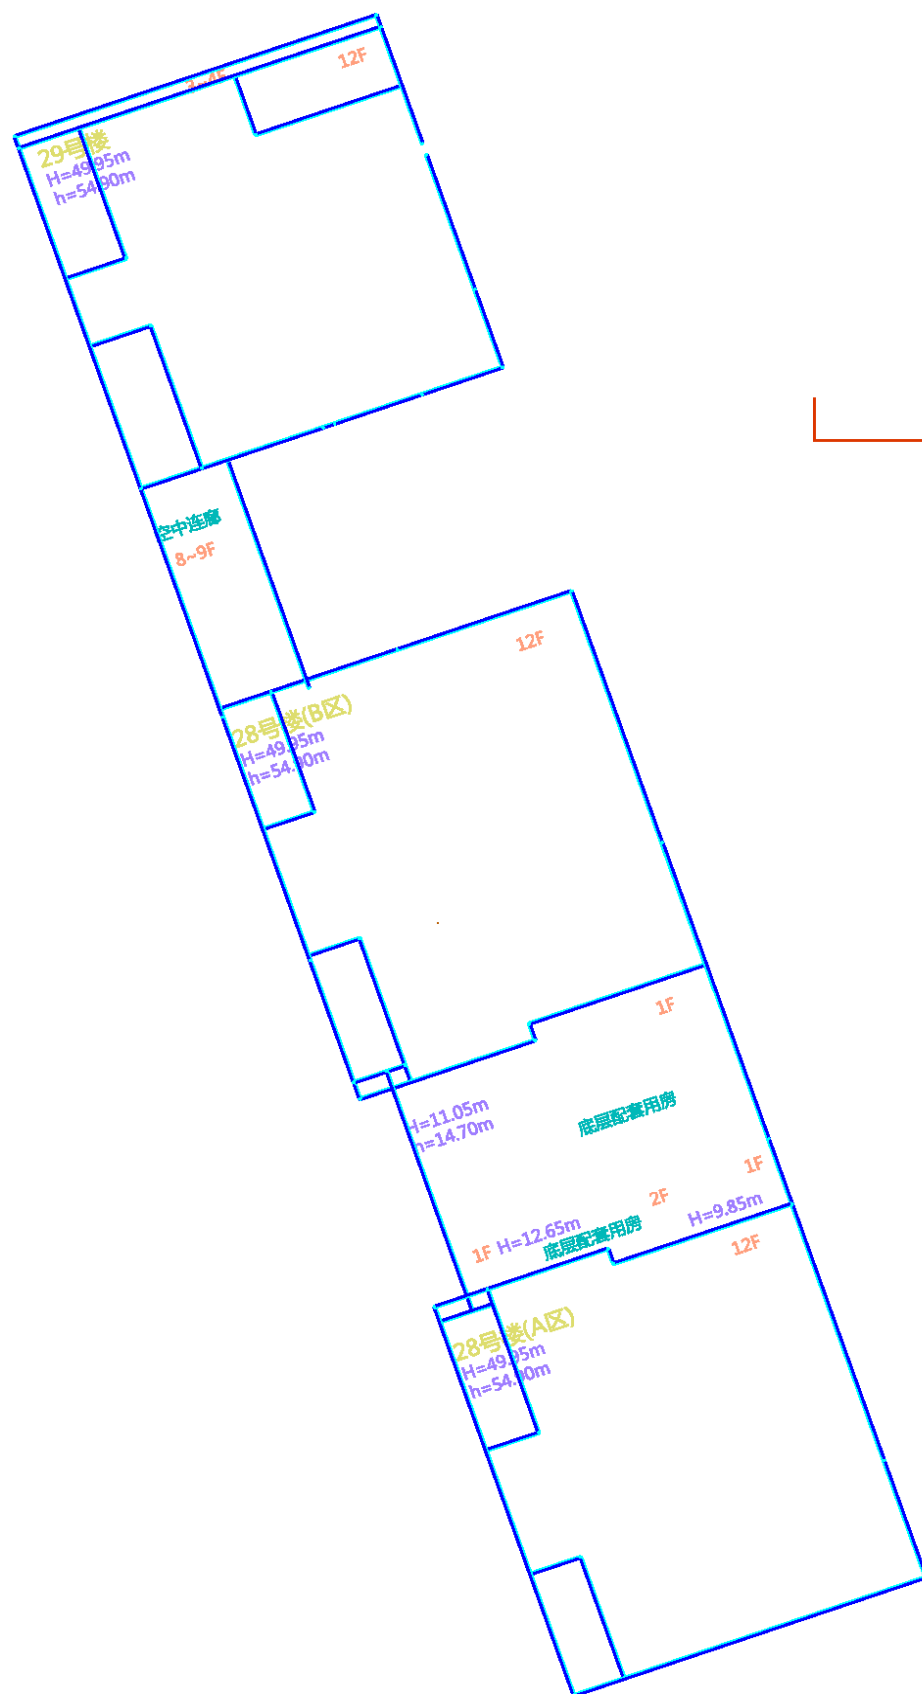 12F
3~4F
29号楼
H=49.95m
h=54.90m
空中连廊
8~9F
12F
28号楼(B区)
H=49.95m
h=54.90m
1F
H=11.05m
h=14.70m
底层配套用房
1F
2F
H=9.85m
H=12.65m
底层配套用房
1F
12F
28号楼(A区)
H=49.95m
h=54.90m